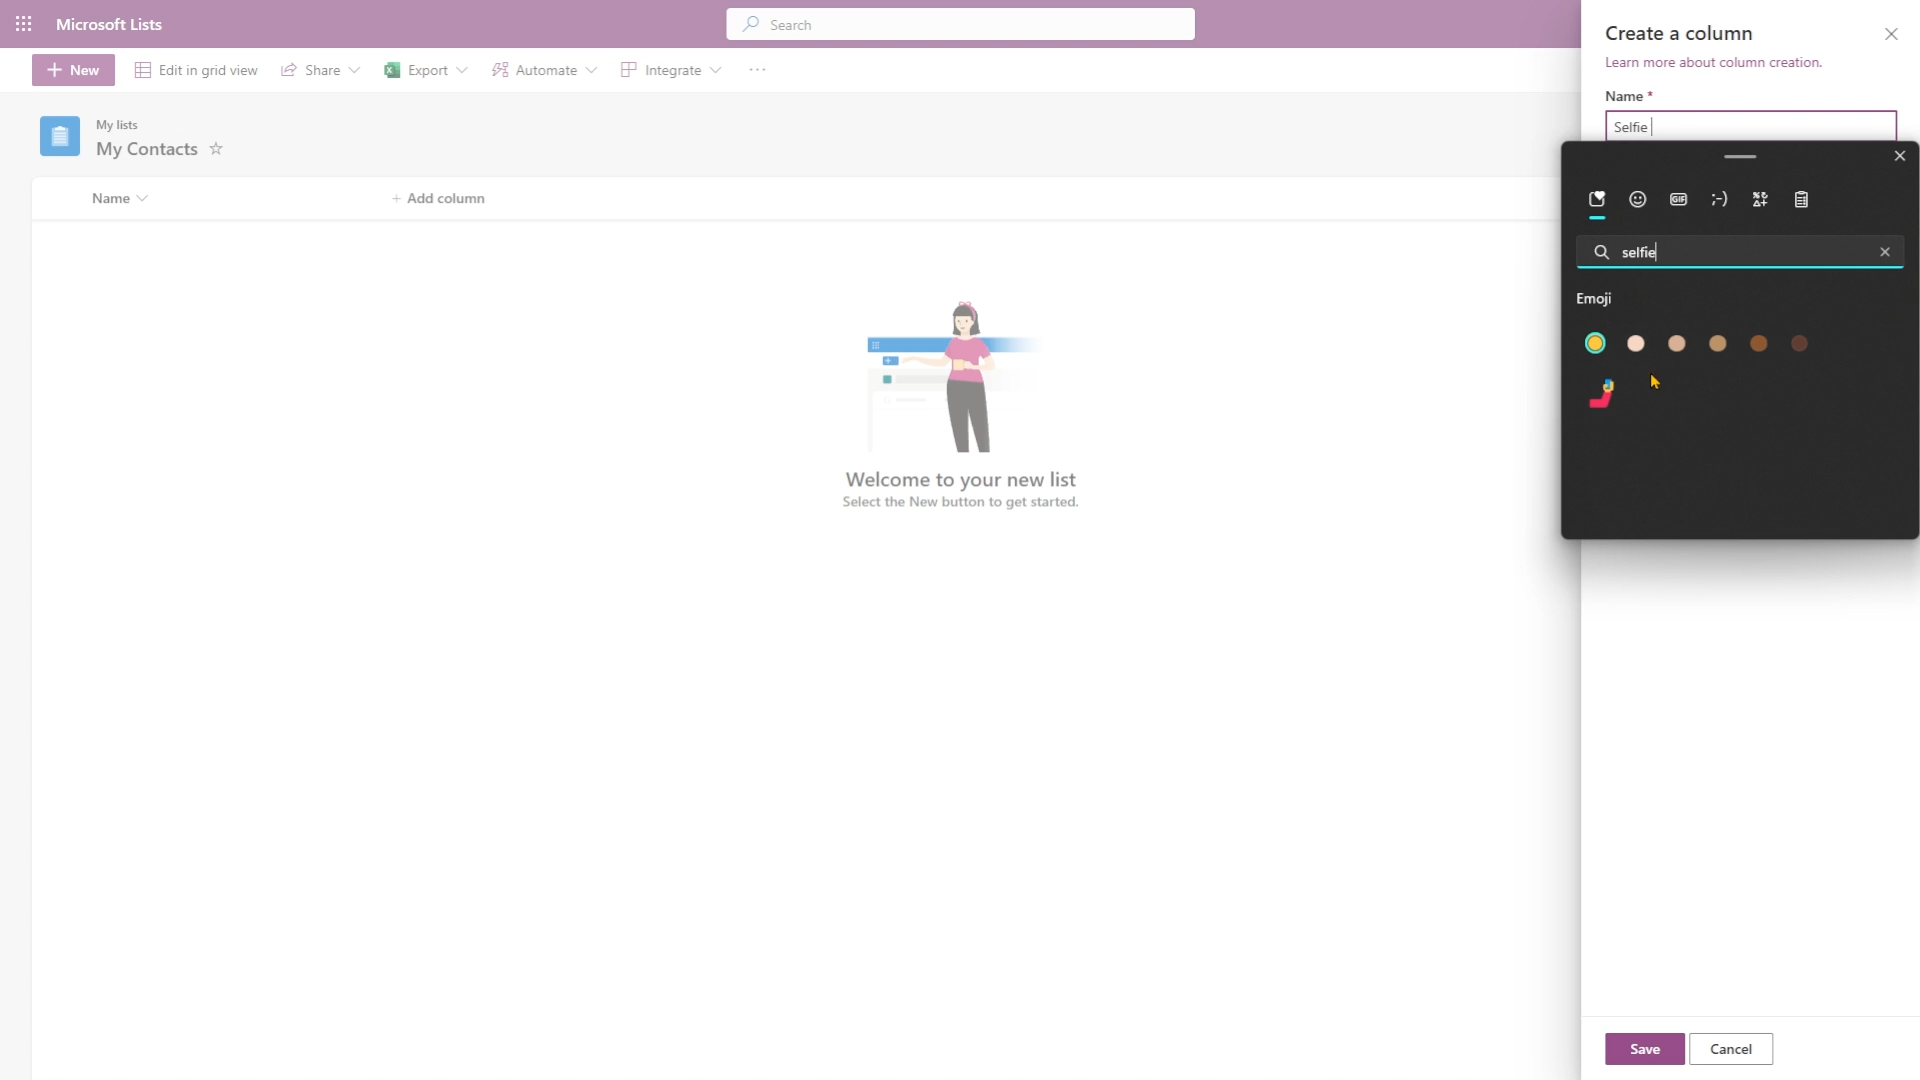 Microsoft Lists
Search
New
Edit in grid view
Share
Export
Automate
Integrate
My lists
My Contacts
Name
+ Add column
Welcome to your new list
Select the New button to get started.
Create a column
Learn more about column creation.
Name *
Selfie
GIF
;-)
selfie
Emoji
Save
Cancel